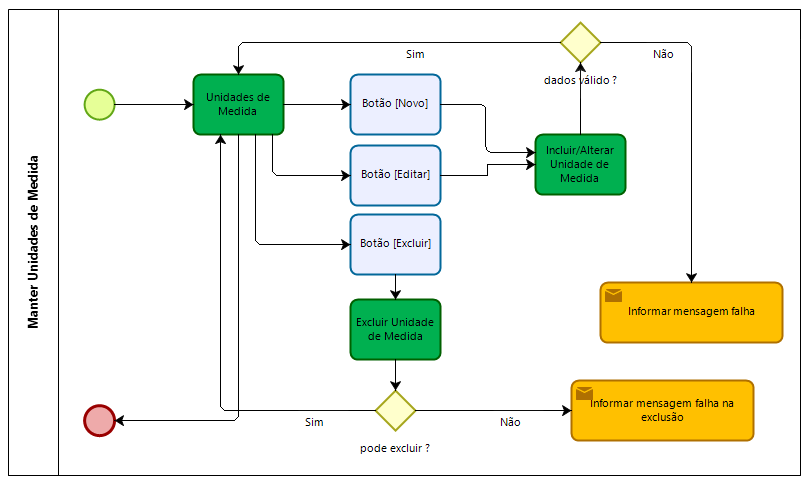 Manter Unidades de Medida
Sim
Não
dados válido ?
Unidades de
Medida
Botão [Novo]
Incluir/Alterar
Unidade de
Medida
Botão [Editar]
Botão [Excluir]
Excluir Unidade
de Medida
Informar mensagem falha
Informar mensagem falha na
exclusão
Sim
Não
pode excluir ?